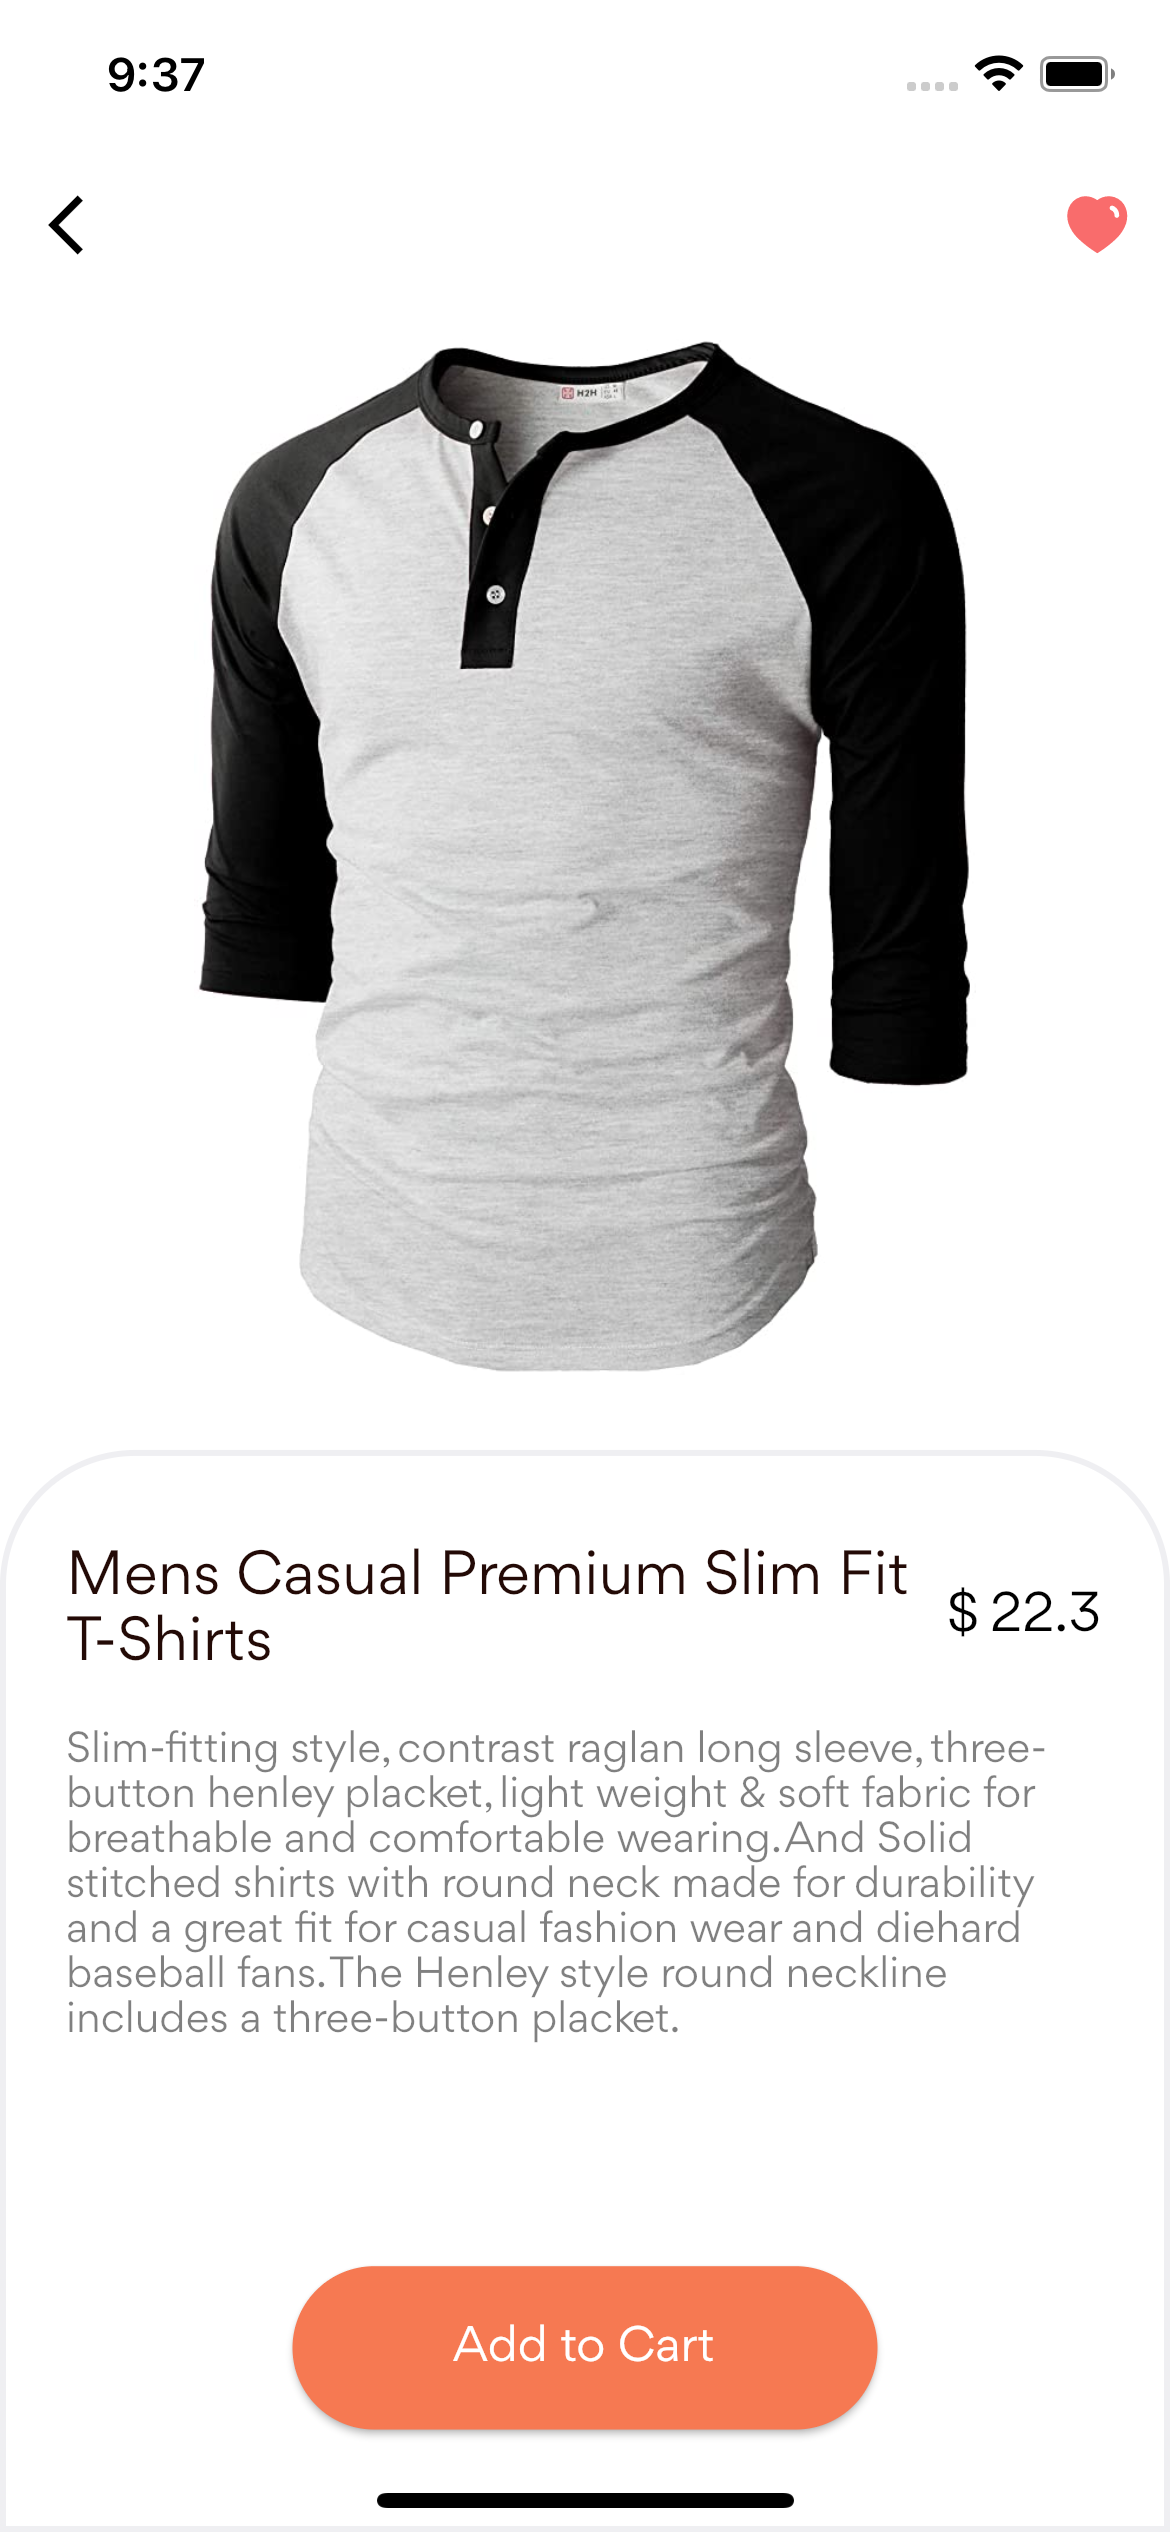 9:37
H2H
Mens Casual Premium Slim Fit
T-Shirts
$ 22.3
Slim-fitting style, contrast raglan long sleeve, three-
button henley placket, light weight & soft fabric for
breathable and comfortable wearing. And Solid
stitched shirts with round neck made for durability
and a great fit for casual fashion wear and diehard
baseball fans. The Henley style round neckline
includes a three-button placket.
Add to Cart